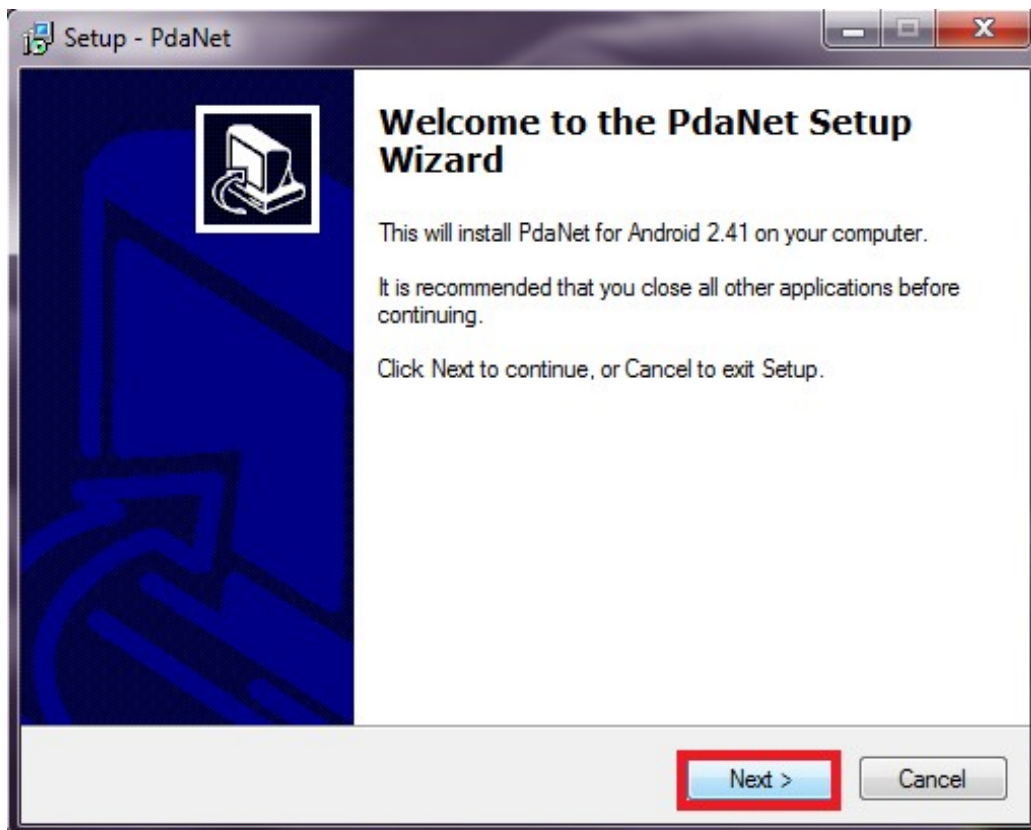 Setup - PdaNet
Welcome to the PdaNet Setup
Wizard
This will install PdaNet for Android 2.41 on your computer.
It is recommended that you close all other applications before
continuing.
Click Next to continue, or Cancel to exit Setup.
Next >
Cancel